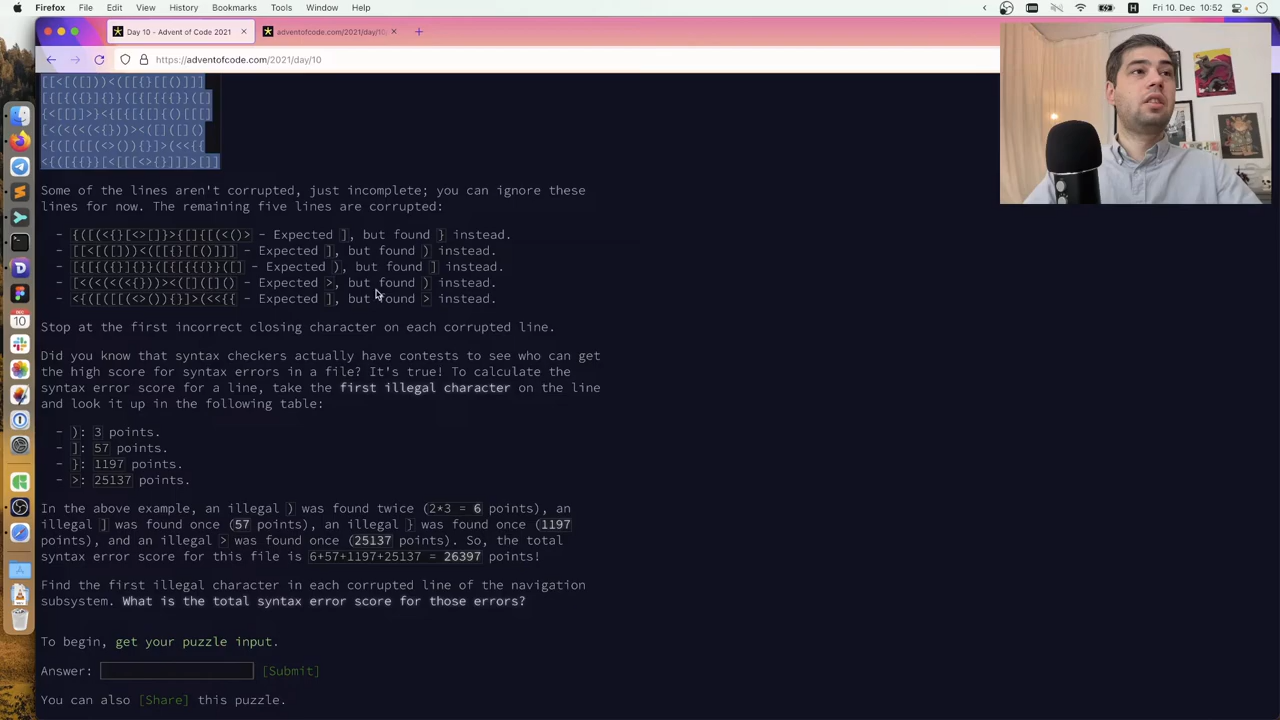 Firefox File Edit View History Bookmarks Tools Window Help
Fri 10. Dec 10:52
Day 10 - Advent of Code 2021
adventofcode.com/2021/day/10
https://adventofcode.com/2021/day/10
[[<[([]))<([[{}[[()]]]
[{[{({}]{}}([{[{{{}}([]
{<[[]]>}<{[{[{[]{()[[[]
[<(<(<(<{}))><([]([]()
<{([([[(<>()){}]>(<<{{
<{([{{}}[<[[[<>{}]]]>[]]
Some of the lines aren't corrupted, just incomplete; you can ignore these
lines for now. The remaining five lines are corrupted:
- {([(<{}[<>[]}>{[]{[(<()> - Expected ], but found } instead.
- [[<[([]))<([[{}[[()]]] - Expected ], but found ) instead.
- [{[{({}]{}}([{[{{{}}([] - Expected ), but found ] instead.
- [<(<(<(<{}))><([]([]() - Expected >, but found ) instead.
- <{([([[(<>()){}]>(<<{{ - Expected ], but found > instead.
Stop at the first incorrect closing character on each corrupted line.
Did you know that syntax checkers actually have contests to see who can get
the high score for syntax errors in a file? It's true! To calculate the
syntax error score for a line, take the first illegal character on the line
and look it up in the following table:
- ): 3 points.
- ]: 57 points.
- }: 1197 points.
- >: 25137 points.
In the above example, an illegal ) was found twice (2*3 = 6 points), an
illegal ] was found once (57 points), an illegal } was found once (1197
points), and an illegal > was found once (25137 points). So, the total
syntax error score for this file is 6+57+1197+25137 = 26397 points!
Find the first illegal character in each corrupted line of the navigation
subsystem. What is the total syntax error score for those errors?
To begin, get your puzzle input.
Answer: [Submit]
You can also [Share] this puzzle.